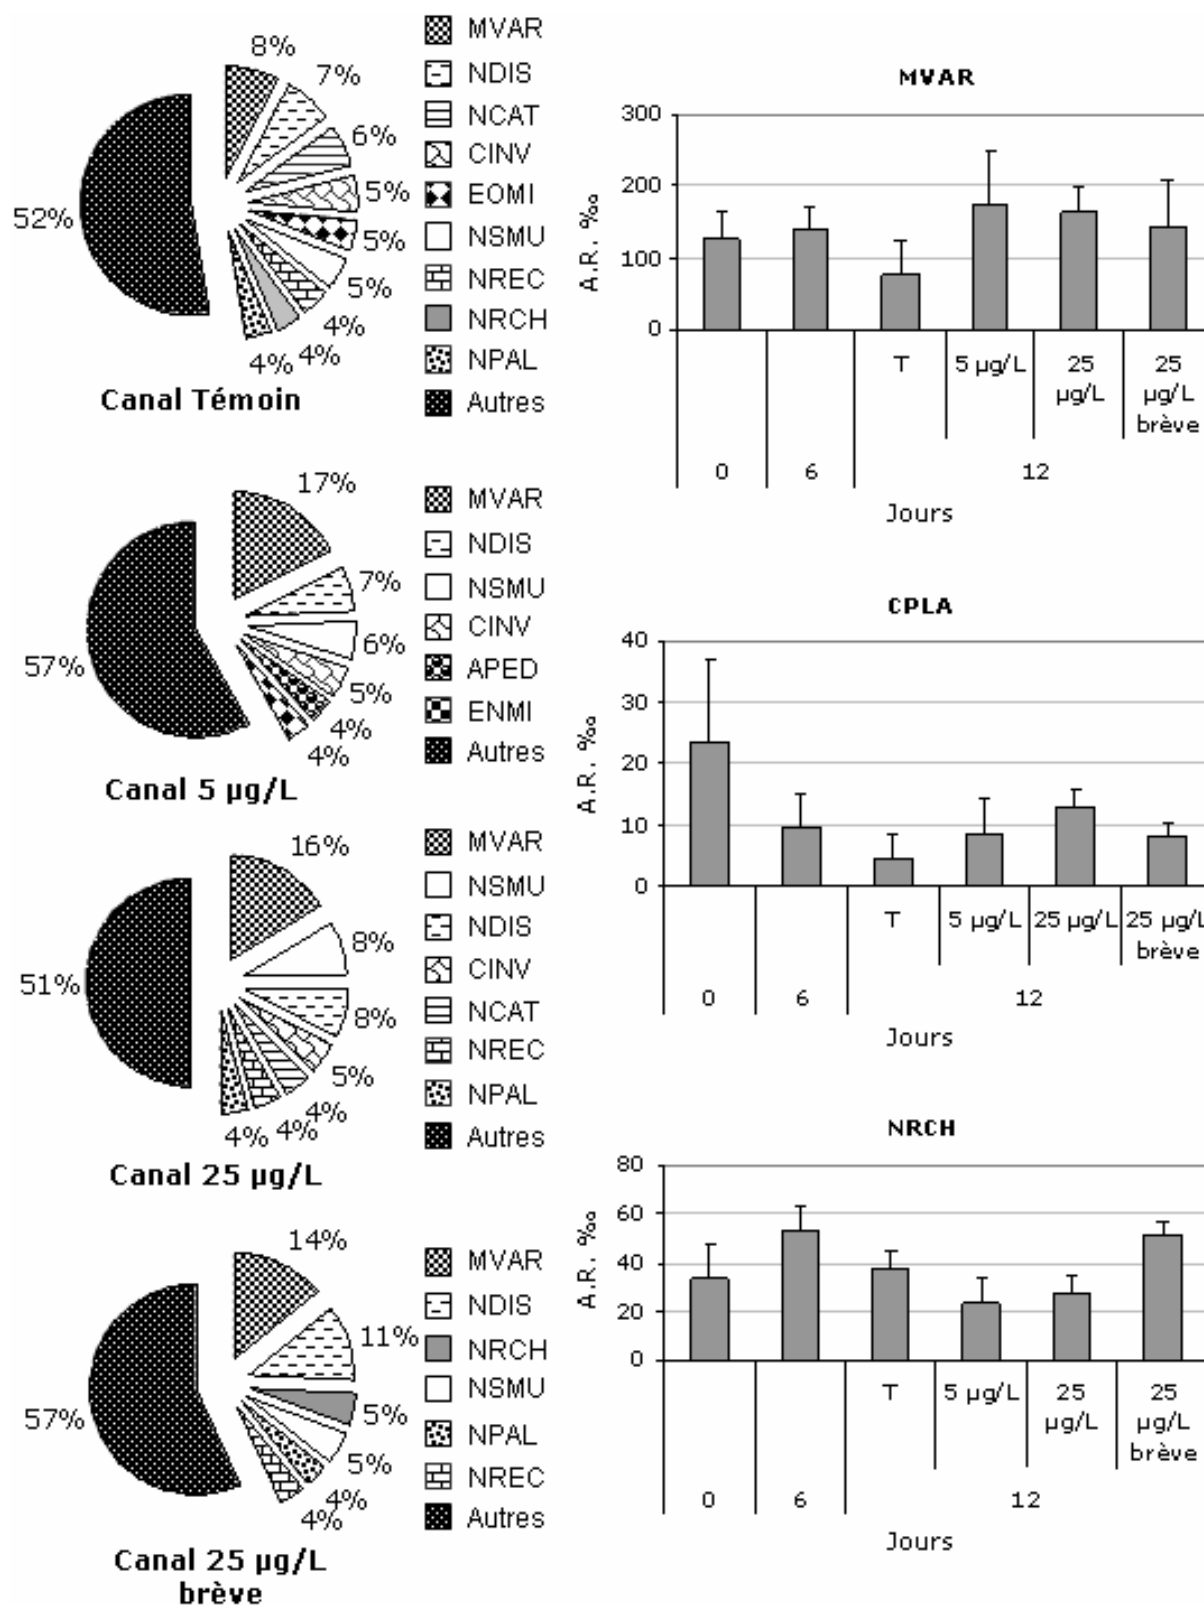 8%
7%
6%
5%
5%
5%
4%
4%
4%
52%
MVAR
NDIS
NCAT
CINV
EOMI
NSMU
NREC
NRCH
NPAL
Autres
Canal Témoin
17%
7%
6%
5%
4%
4%
57%
MVAR
NDIS
NSMU
CINV
APED
ENMI
Autres
Canal 5 µg/L
16%
8%
8%
5%
4%
4%
4%
51%
MVAR
NSMU
NDIS
CINV
NCAT
NREC
NPAL
Autres
Canal 25 µg/L
14%
11%
5%
5%
4%
4%
57%
MVAR
NDIS
NRCH
NSMU
NPAL
NREC
Autres
Canal 25 µg/L
brève
MVAR
A.R. ‰
300
200
100
0
T
5 µg/L
25
µg/L
25
µg/L
brève
0
6
12
Jours
CPLA
A.R. ‰
40
30
20
10
0
T
5 µg/L
25 µg/L
25 µg/L
brève
0
6
12
Jours
NRCH
A.R. ‰
80
60
40
20
0
T
5 µg/L
25
µg/L
25
µg/L
brève
0
6
12
Jours